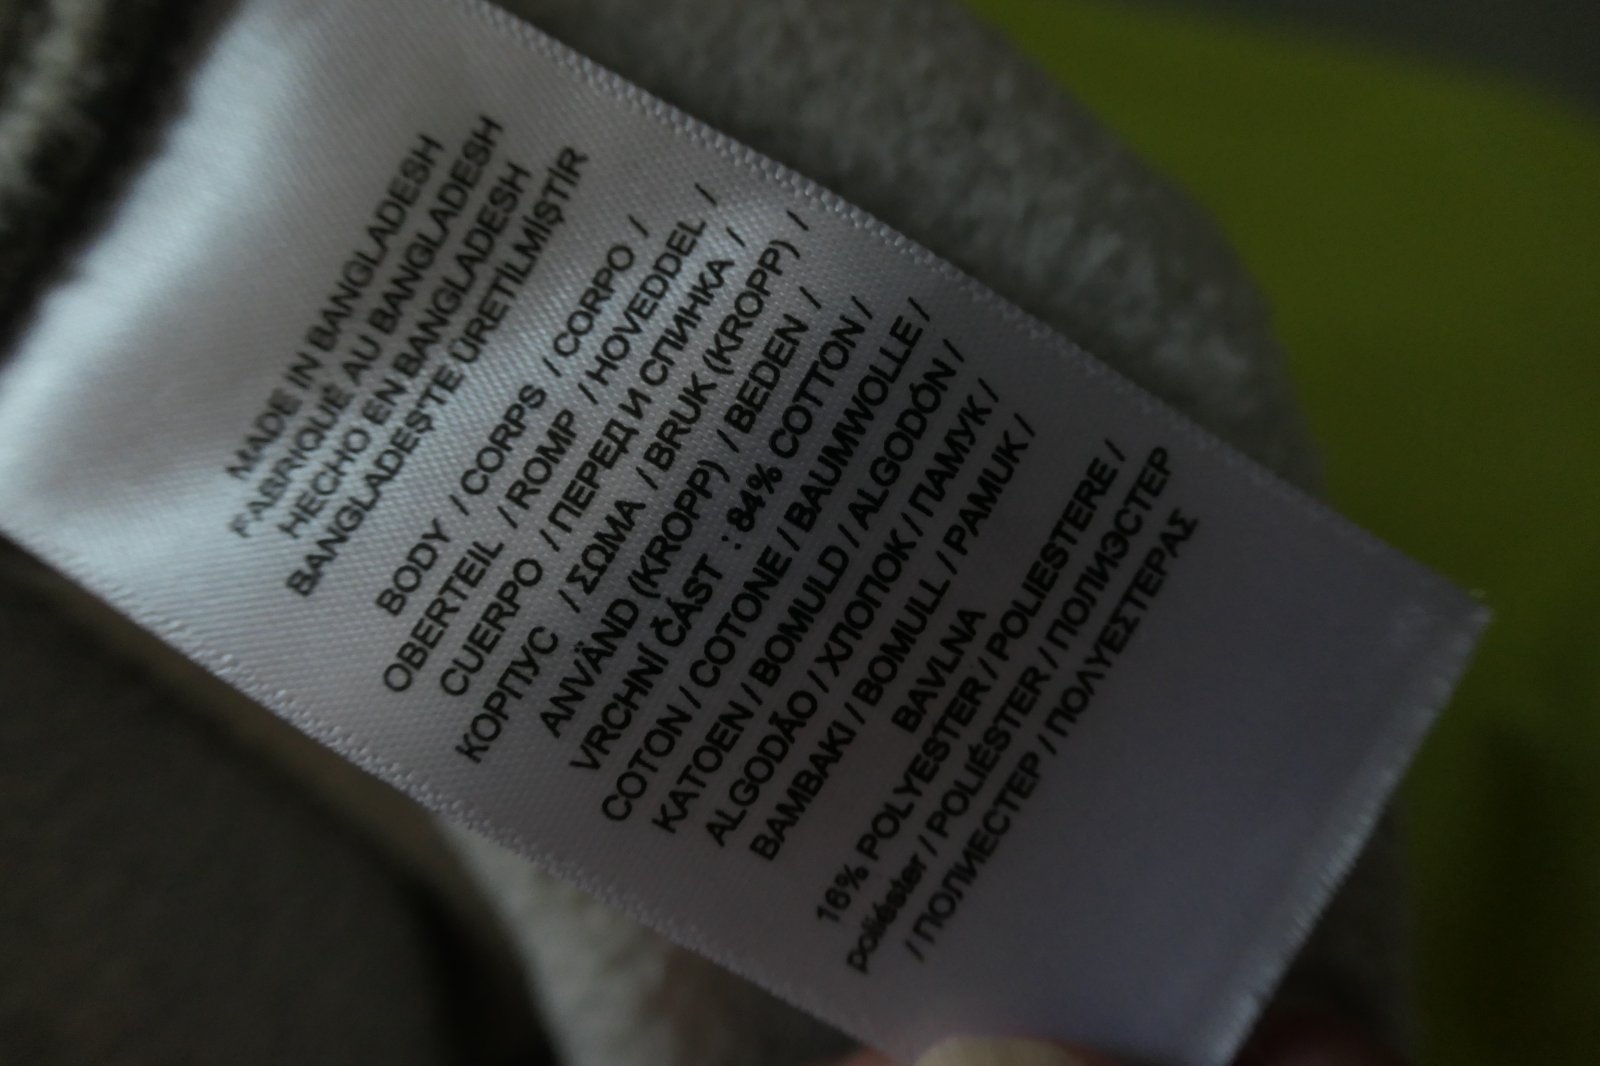 MADE IN BANGLADESH
FABRIQUÉ AU BANGLADESH
HECHO EN BANGLADESH
BANGLADEŞTE ÜRETİLMİŞTİR
BODY / CORPS / CORPO /
OBERTEIL / ROMP / HOVEDDEL /
CUERPO / ПЕРЕД И СПИНКА /
КОРПУС / ΣΩΜΑ / BRUK (KROPP) /
ANVÄND (KROPP) / BEDEN /
VRCHNÍ ČÁST : 84% COTTON /
COTON / COTONE / BAUMWOLLE /
KATOEN / BOMULD / ALGODÓN /
ALGODÃO / ХЛОПОК / ПАМУК /
BAMBAKI / BOMULL / PAMUK /
BAVLNA
16% POLYESTER / POLIESTERE /
poliéster / POLIÉSTER / ПОЛИЭСТЕР
/ ПОЛИЕСТЕР / ΠΟΛΥΕΣΤΕΡΑΣ